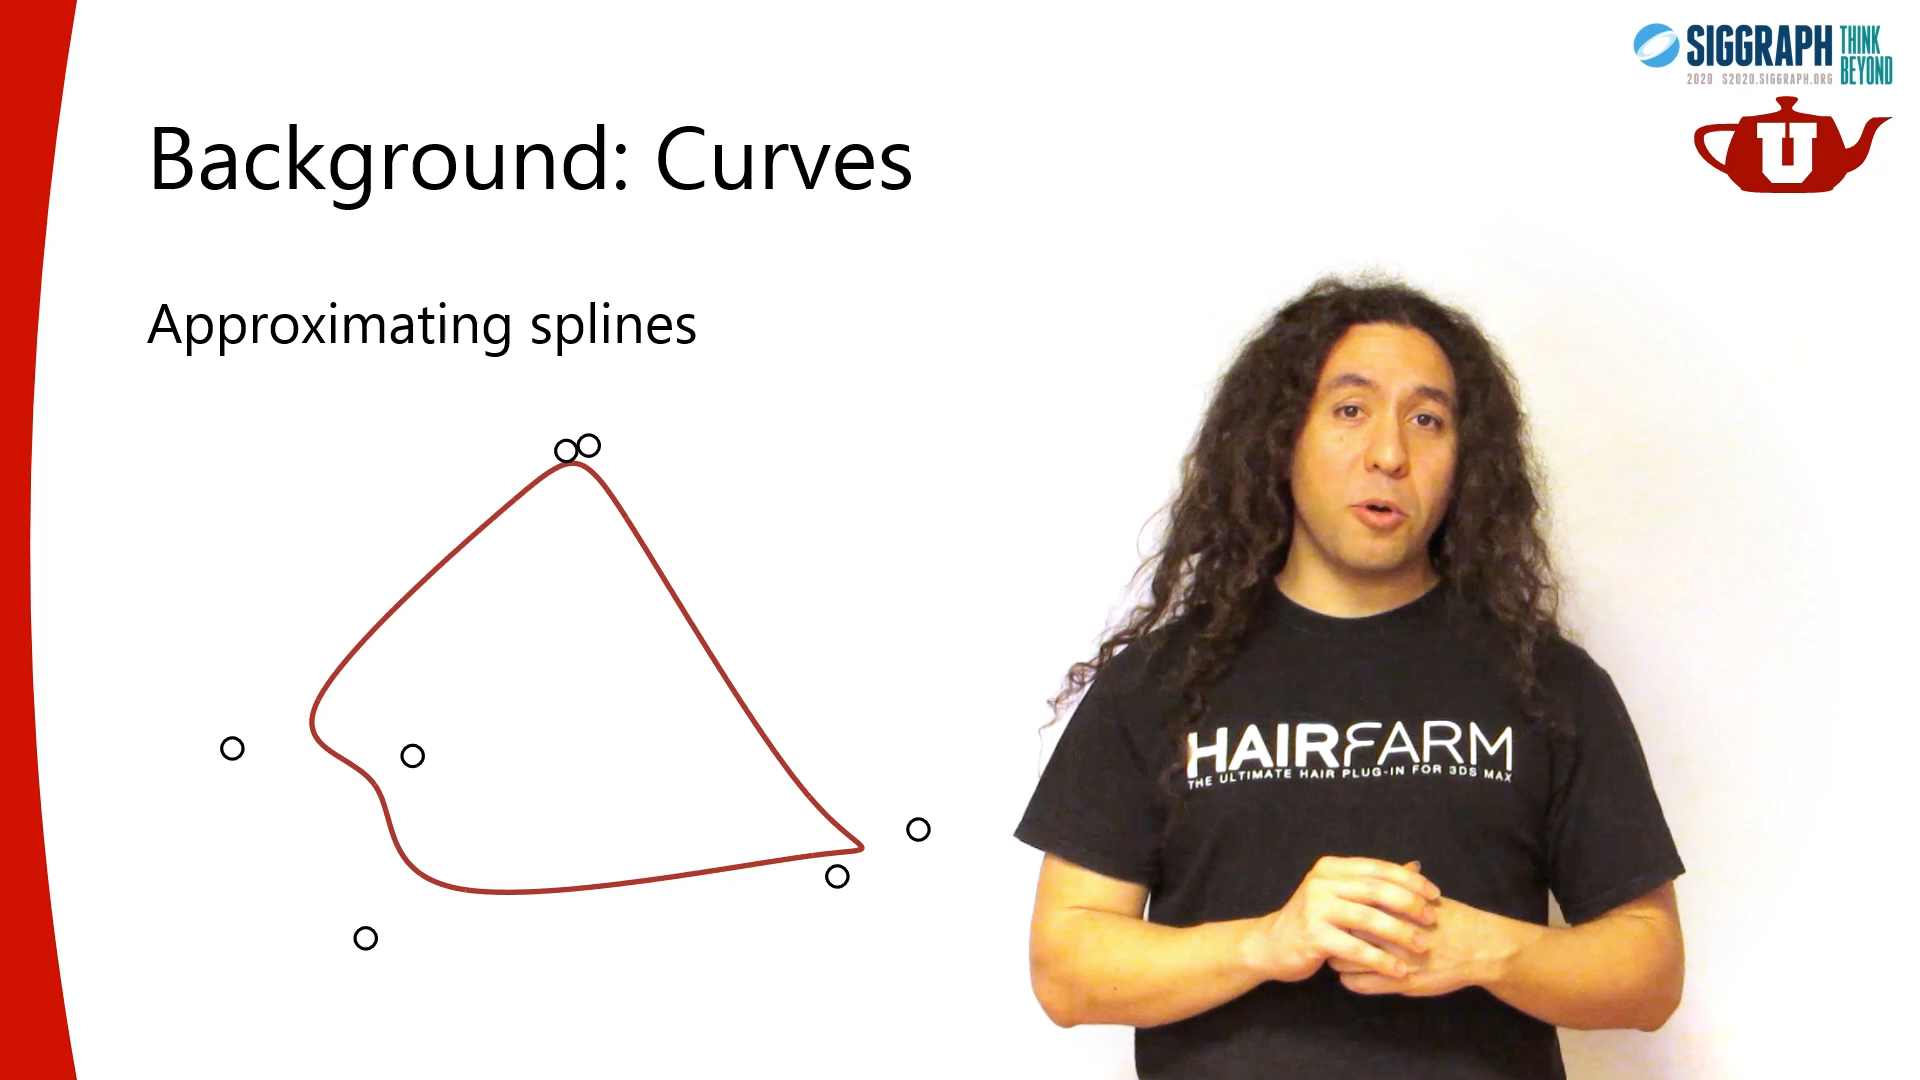 SIGGRAPH THINK BEYOND
2020 S2020.SIGGRAPH.ORG
U
Background: Curves
Approximating splines
HAIRFARM
THE ULTIMATE HAIR PLUG-IN FOR 3DS MAX